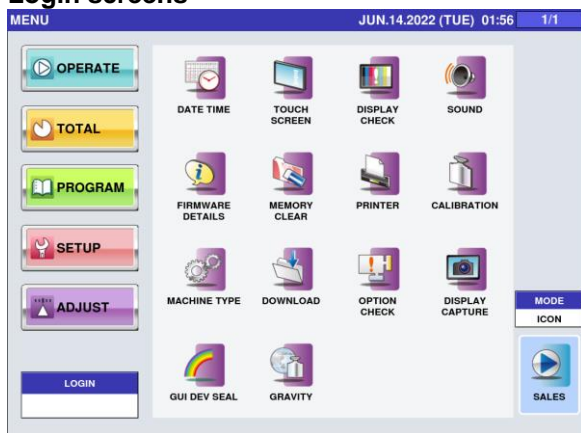 Login screens
MENU
JUN.14.2022 (TUE) 01:56
1/1
OPERATE
TOTAL
PROGRAM
SETUP
ADJUST
LOGIN
DATE TIME
TOUCH
SCREEN
DISPLAY
CHECK
SOUND
FIRMWARE
DETAILS
MEMORY
CLEAR
PRINTER
CALIBRATION
MACHINE TYPE
DOWNLOAD
OPTION
CHECK
DISPLAY
CAPTURE
GUI DEV SEAL
GRAVITY
MODE
ICON
SALES